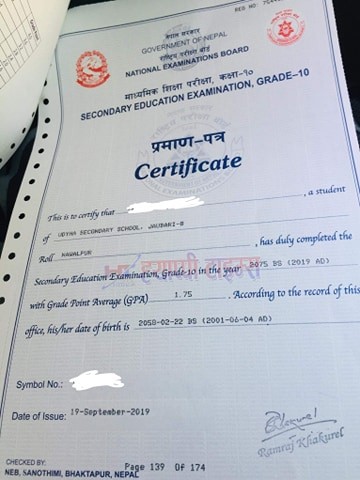 REG NO
नेपाल सरकार
GOVERNMENT OF NEPAL
राष्ट्रिय परीक्षा बोर्ड
NATIONAL EXAMINATIONS BOARD
माध्यमिक शिक्षा परीक्षा, कक्षा-१०
SECONDARY EDUCATION EXAMINATION, GRADE-10
प्रमाण-पत्र
Certificate
This is to certify that , a student
of UDAYA SECONDARY SCHOOL, JAUBARI-8
Roll NAWALPUR , has duly completed the
Secondary Education Examination, Grade-10 in the year 2075 BS (2019 AD)
with Grade Point Average (GPA) 1.75 . According to the record of this
office, his/her date of birth is 2058-02-22 BS (2001-06-04 AD)
Symbol No.:
Date of Issue: 19-September-2019
Ramraj Khakurel
CHECKED BY:
NEB, SANOTHIMI, BHAKTAPUR, NEPAL
Page 139 Of 174